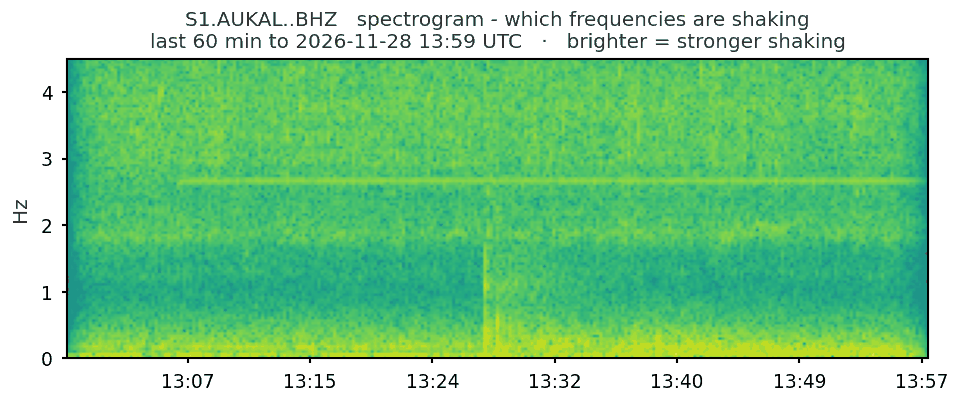 S1.AUKAL..BHZ   spectrogram - which frequencies are shaking
last 60 min to 2026-11-28 13:59 UTC   ·   brighter = stronger shaking
4
3
Hz
2
1
0
13:07 13:15 13:24 13:32 13:40 13:49 13:57